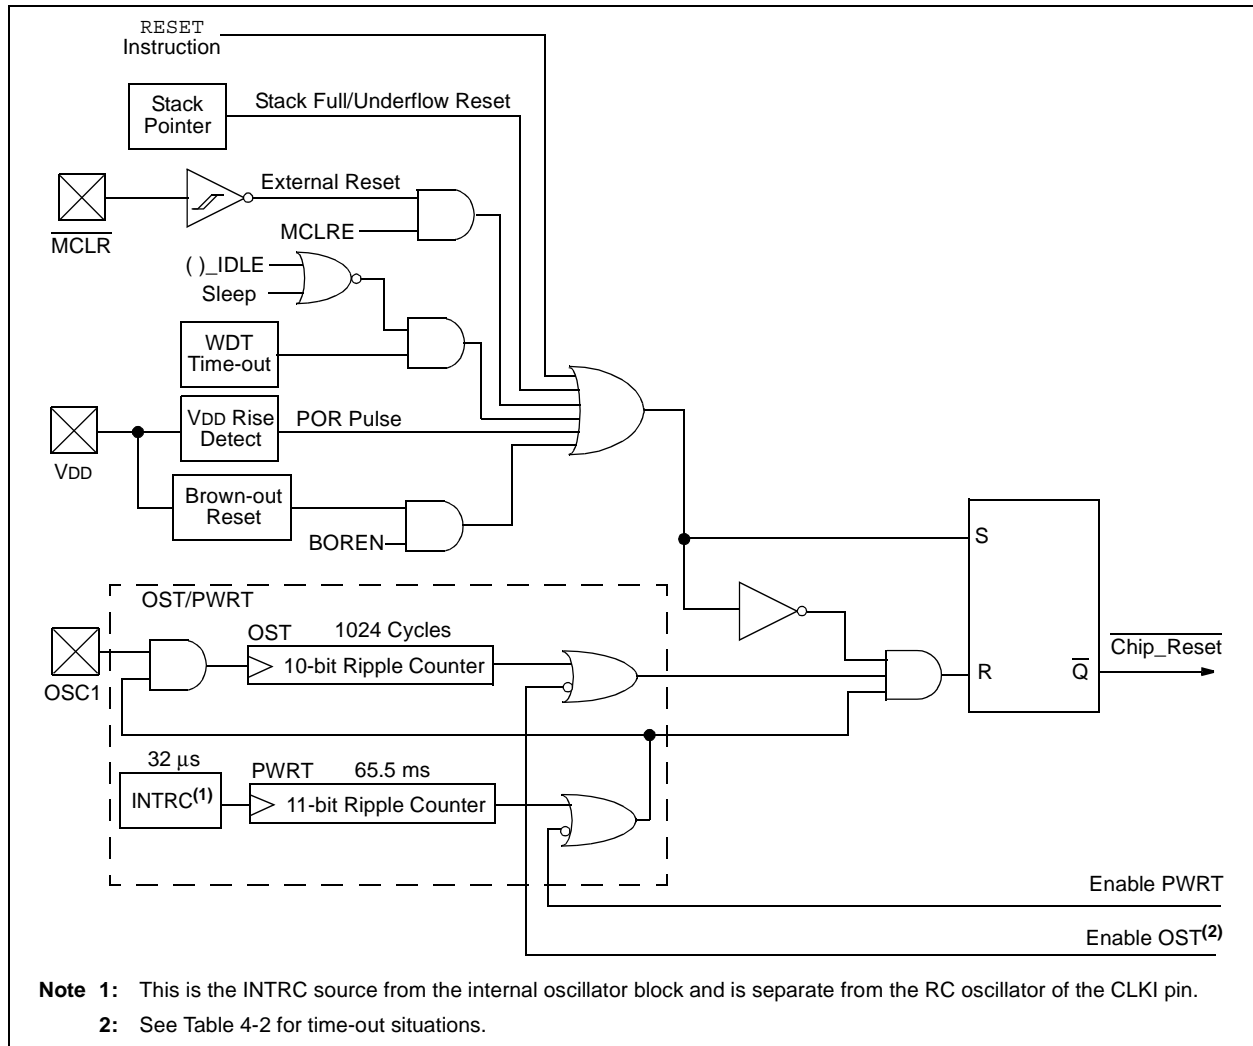 RESET
Instruction
Stack
Pointer
Stack Full/Underflow Reset
External Reset
MCLR
MCLRE
( )_IDLE
Sleep
WDT
Time-out
VDD Rise
Detect
POR Pulse
VDD
Brown-out
Reset
BOREN
S
OST/PWRT
OST
1024 Cycles
10-bit Ripple Counter
OSC1
R
Q
Chip_Reset
32 μs
INTRC(1)
PWRT
65.5 ms
11-bit Ripple Counter
Enable PWRT
Enable OST(2)
Note 1: This is the INTRC source from the internal oscillator block and is separate from the RC oscillator of the CLKI pin.
2: See Table 4-2 for time-out situations.